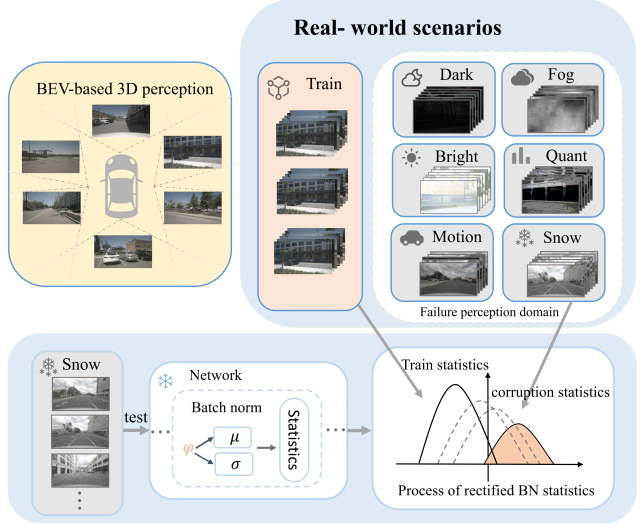 Real- world scenarios
BEV-based 3D perception
Train
Dark
Fog
Bright
Quant
Motion
Snow
Failure perception domain
Snow
test
Network
Batch norm
φ
μ
σ
Statistics
Train statistics
corruption statistics
Process of rectified BN statistics